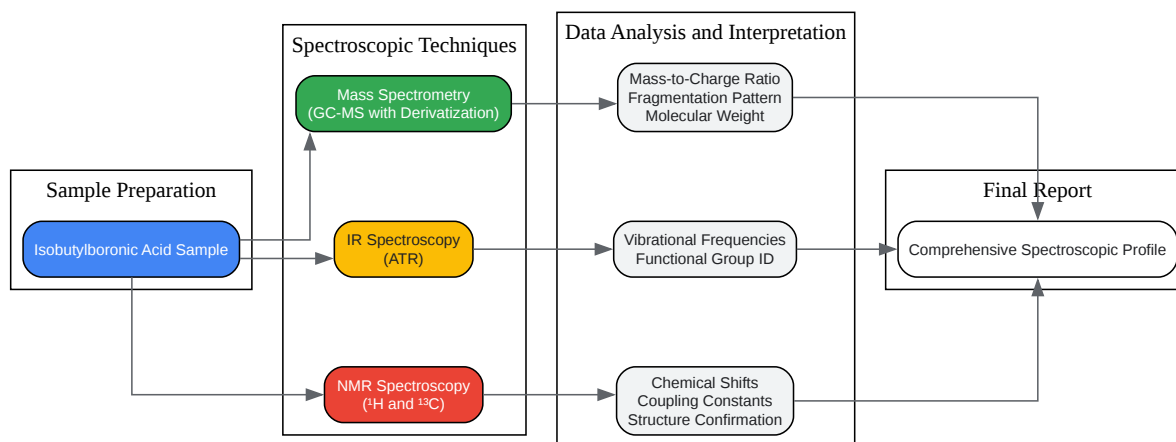 Sample Preparation
Isobutylboronic Acid Sample
Spectroscopic Techniques
Mass Spectrometry
(GC-MS with Derivatization)
IR Spectroscopy
(ATR)
NMR Spectroscopy
(¹H and ¹³C)
Data Analysis and Interpretation
Mass-to-Charge Ratio
Fragmentation Pattern
Molecular Weight
Vibrational Frequencies
Functional Group ID
Chemical Shifts
Coupling Constants
Structure Confirmation
Final Report
Comprehensive Spectroscopic Profile